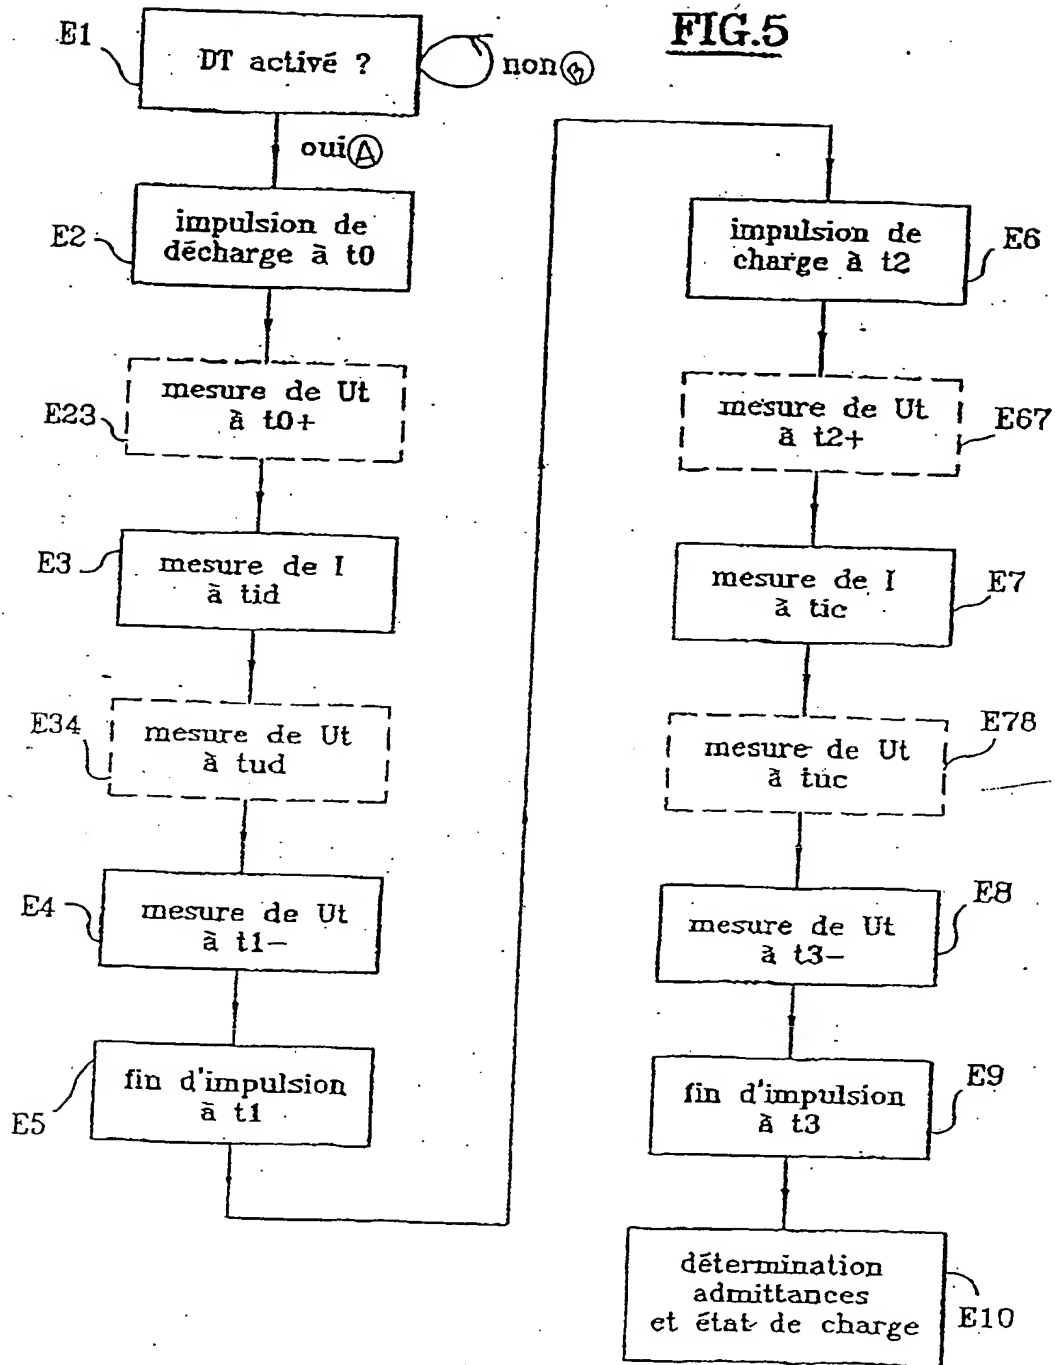 FIG.5
E1
DT activé ?
non Ⓑ
oui Ⓐ
E2
impulsion de
décharge à t0
E23
mesure de Ut
à t0+
E3
mesure de I
à tid
E34
mesure de Ut
à tud
E4
mesure de Ut
à t1-
E5
fin d'impulsion
à t1
impulsion de
charge à t2
E6
mesure de Ut
à t2+
E67
mesure de I
à tic
E7
mesure de Ut
à tuc
E78
mesure de Ut
à t3-
E8
fin d'impulsion
à t3
E9
détermination
admittances
et état de charge
E10